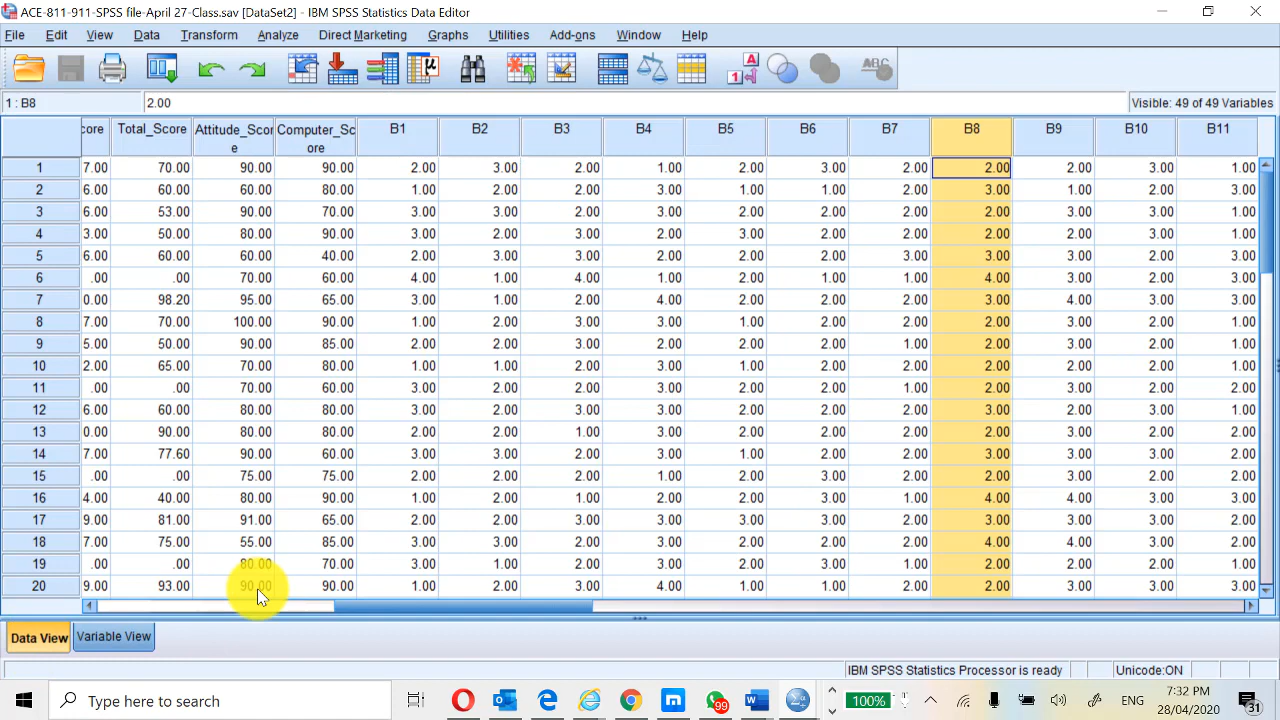 ACE-811-911-SPSS file-April 27-Class.sav [DataSet2] - IBM SPSS Statistics Data Editor
File Edit View Data Transform Analyze Direct Marketing Graphs Utilities Add-ons Window Help
1 : B8 2.00 Visible: 49 of 49 Variables
core Total_Score Attitude_Score Computer_Score B1 B2 B3 B4 B5 B6 B7 B8 B9 B10 B11
1 7.00 70.00 90.00 90.00 2.00 3.00 2.00 1.00 2.00 3.00 2.00 2.00 2.00 3.00 1.00
2 6.00 60.00 60.00 80.00 1.00 2.00 2.00 3.00 1.00 1.00 2.00 3.00 1.00 2.00 3.00
3 6.00 53.00 90.00 70.00 3.00 3.00 3.00 2.00 2.00 3.00 2.00 2.00 3.00 3.00 1.00
4 3.00 50.00 80.00 90.00 3.00 2.00 3.00 2.00 3.00 2.00 2.00 2.00 3.00 2.00 1.00
5 6.00 60.00 60.00 40.00 2.00 3.00 3.00 2.00 2.00 2.00 3.00 3.00 3.00 2.00 3.00
6 .00 .00 70.00 60.00 4.00 1.00 4.00 1.00 2.00 1.00 1.00 4.00 3.00 2.00 3.00
7 0.00 98.20 95.00 65.00 3.00 1.00 2.00 4.00 2.00 2.00 2.00 3.00 4.00 3.00 3.00
8 7.00 70.00 100.00 90.00 1.00 2.00 3.00 3.00 1.00 2.00 2.00 2.00 3.00 2.00 1.00
9 5.00 50.00 90.00 85.00 2.00 2.00 3.00 2.00 2.00 2.00 1.00 2.00 3.00 2.00 2.00
10 2.00 65.00 70.00 80.00 1.00 1.00 2.00 3.00 1.00 2.00 2.00 2.00 2.00 2.00 1.00
11 .00 .00 70.00 60.00 3.00 2.00 2.00 3.00 2.00 2.00 1.00 2.00 3.00 2.00 2.00
12 6.00 60.00 80.00 80.00 3.00 2.00 3.00 3.00 2.00 2.00 2.00 3.00 2.00 3.00 1.00
13 0.00 90.00 80.00 80.00 3.00 2.00 1.00 3.00 2.00 2.00 2.00 2.00 3.00 3.00 2.00
14 7.00 77.60 90.00 60.00 3.00 2.00 2.00 3.00 1.00 2.00 2.00 3.00 3.00 3.00 2.00
15 .00 .00 75.00 75.00 2.00 2.00 2.00 1.00 2.00 3.00 2.00 2.00 3.00 2.00 2.00
16 4.00 40.00 80.00 90.00 1.00 2.00 1.00 2.00 2.00 3.00 1.00 4.00 4.00 3.00 3.00
17 9.00 81.00 91.00 65.00 2.00 2.00 2.00 3.00 3.00 3.00 2.00 3.00 3.00 2.00 2.00
18 7.00 75.00 55.00 85.00 3.00 3.00 2.00 3.00 2.00 3.00 2.00 4.00 4.00 3.00 2.00
19 .00 .00 80.00 70.00 3.00 1.00 2.00 3.00 2.00 3.00 1.00 2.00 2.00 2.00 1.00
20 9.00 93.00 90.00 90.00 1.00 2.00 3.00 4.00 1.00 1.00 2.00 2.00 3.00 3.00 3.00
Data View Variable View
IBM SPSS Statistics Processor is ready Unicode:ON
Type here to search 99 100% ENG 7:32 PM
28/04/2020 31